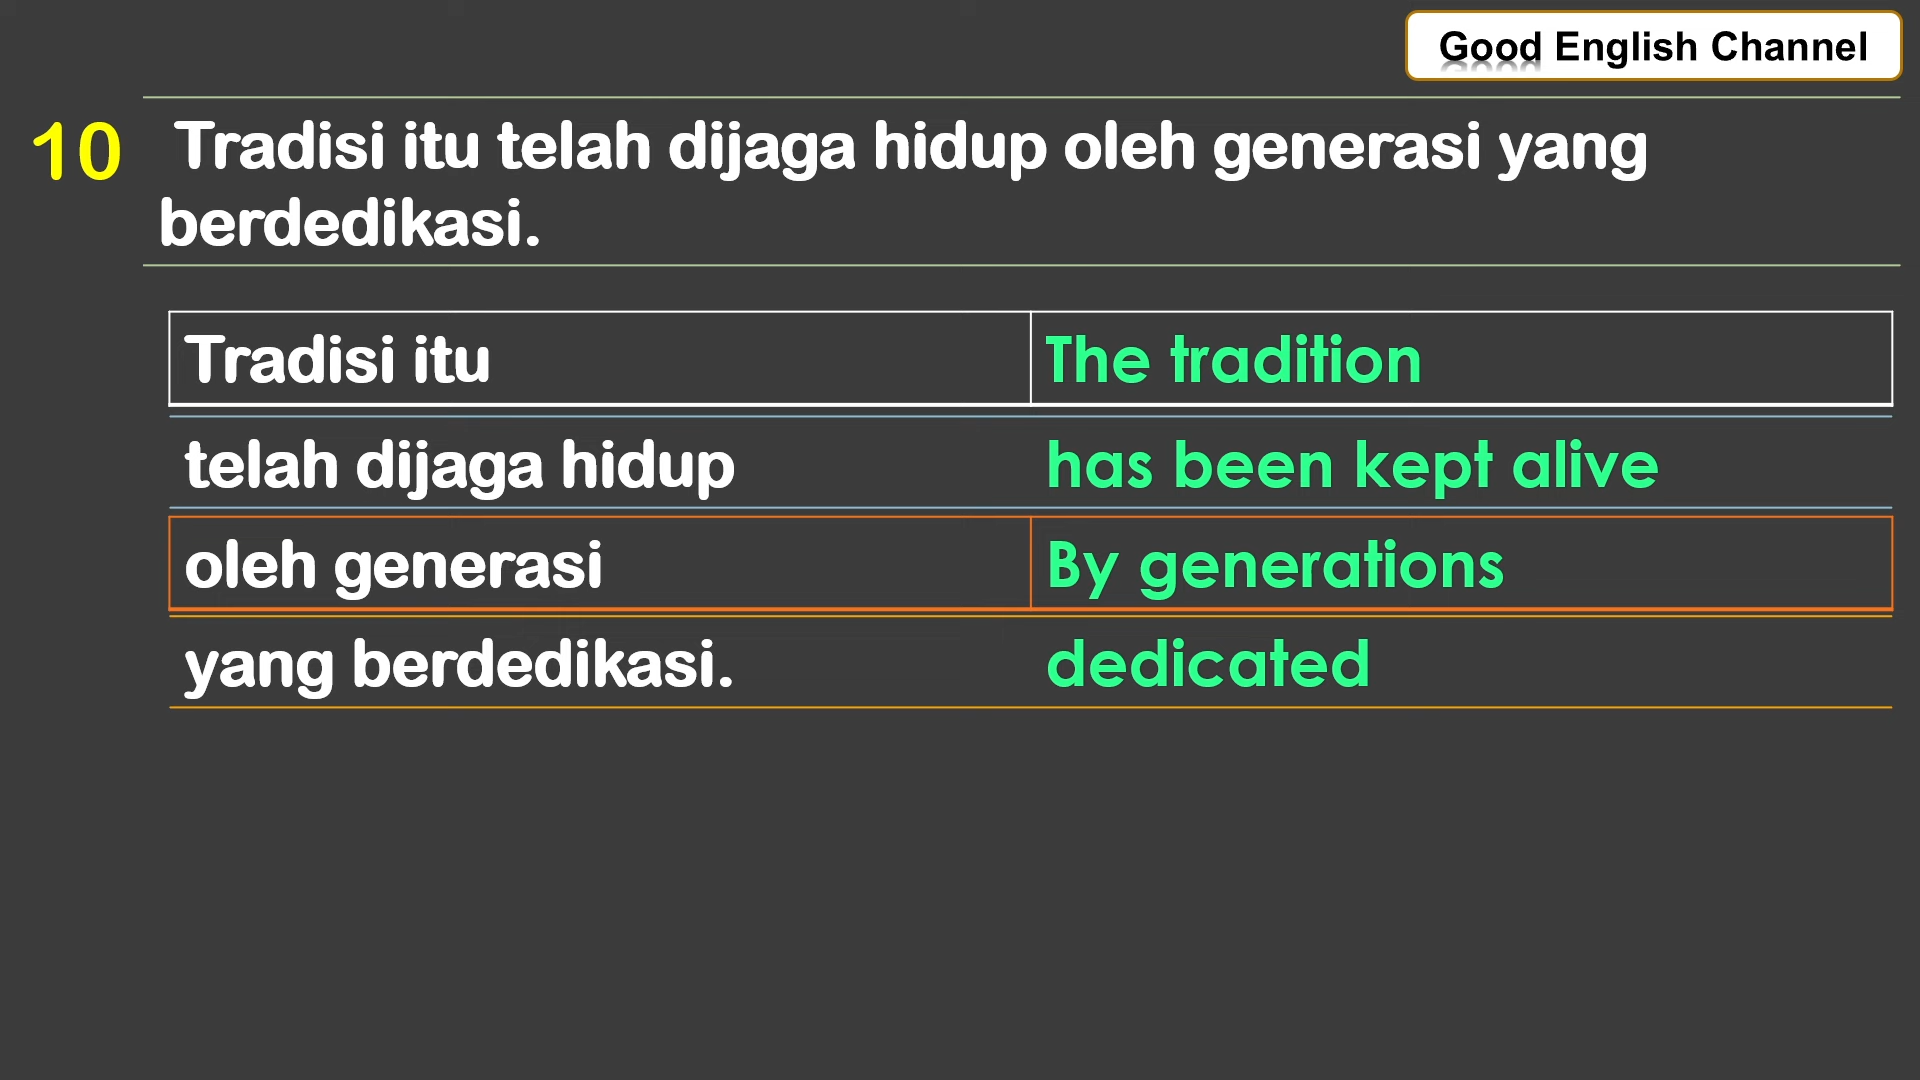 Good English Channel
10 Tradisi itu telah dijaga hidup oleh generasi yang
berdedikasi.
Tradisi itu The tradition
telah dijaga hidup has been kept alive
oleh generasi By generations
yang berdedikasi. dedicated